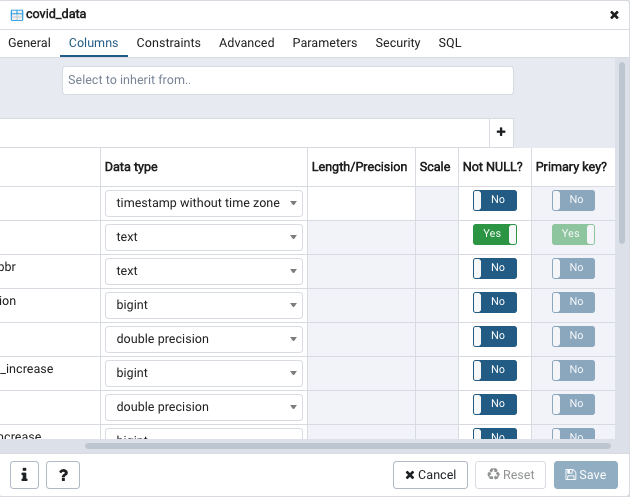 covid_data
General Columns Constraints Advanced Parameters Security SQL
Select to inherit from..
Data type Length/Precision Scale Not NULL? Primary key?
timestamp without time zone No No
text Yes Yes
bbr text No No
ion bigint No No
double precision No No
_increase bigint No No
double precision No No
ncrease bigint No No
Cancel Reset Save